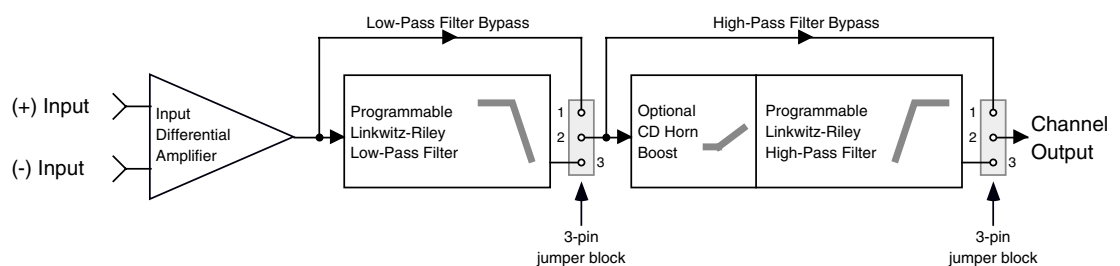 Low-Pass Filter Bypass
High-Pass Filter Bypass
(+) Input
(-) Input
Input
Differential
Amplifier
Programmable
Linkwitz-Riley
Low-Pass Filter
1
2
3
Optional
CD Horn
Boost
Programmable
Linkwitz-Riley
High-Pass Filter
1
2
3
Channel
Output
3-pin
jumper block
3-pin
jumper block